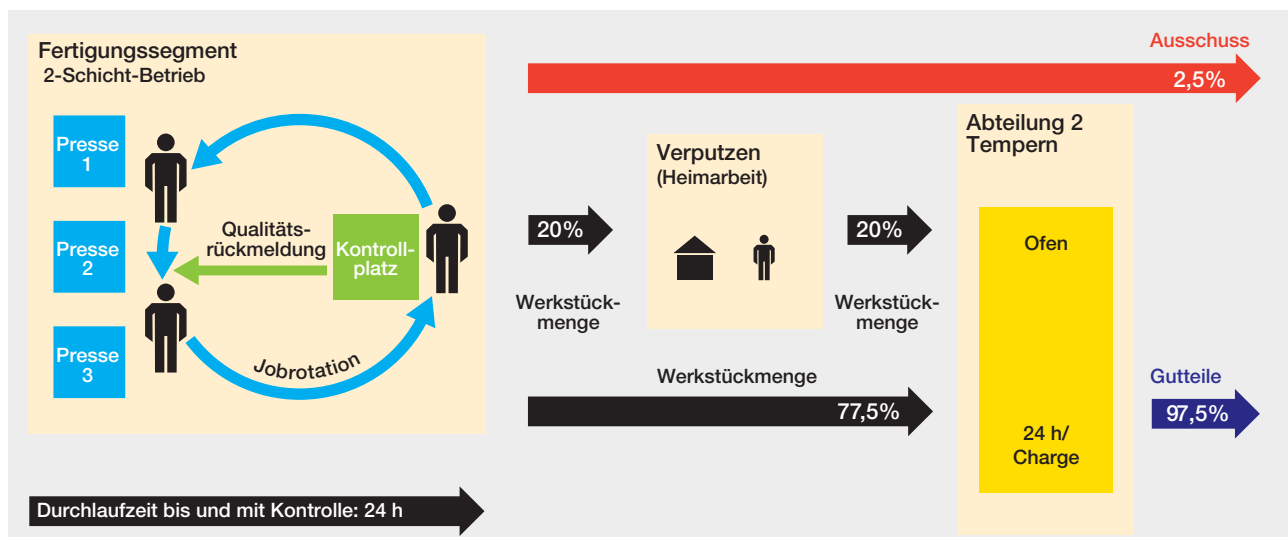 Fertigungssegment
2-Schicht-Betrieb
Presse
1
Presse
2
Presse
3
Qualitäts-
rückmeldung
Kontroll-
platz
Jobrotation
Durchlaufzeit bis und mit Kontrolle: 24 h
Ausschuss
2,5%
20%
Werkstück-
menge
Verputzen
(Heimarbeit)
20%
Werkstück-
menge
Werkstückmenge
77,5%
Abteilung 2
Tempern
Ofen
24 h/
Charge
Gutteile
97,5%